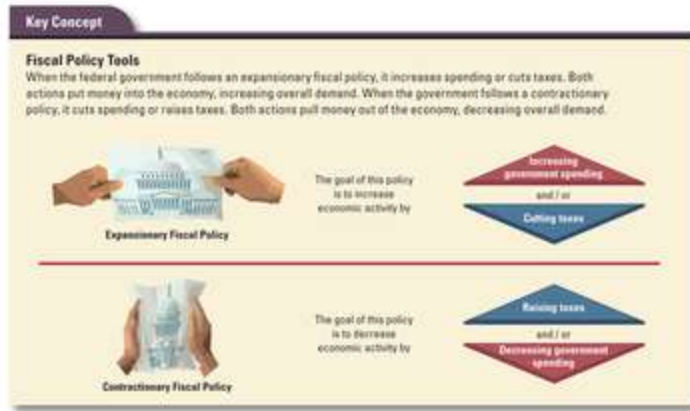 Key Concept
Fiscal Policy Tools
When the federal government follows an expansionary fiscal policy, it increases spending or cuts taxes. Both
actions put money into the economy, increasing overall demand. When the government follows a contractionary
policy, it cuts spending or raises taxes. Both actions pull money out of the economy, decreasing overall demand.
The goal of this policy
is to increase
economic activity by
Increasing
government spending
and / or
Cutting taxes
Expansionary Fiscal Policy
The goal of this policy
is to decrease
economic activity by
Raising taxes
and / or
Decreasing government
spending
Contractionary Fiscal Policy